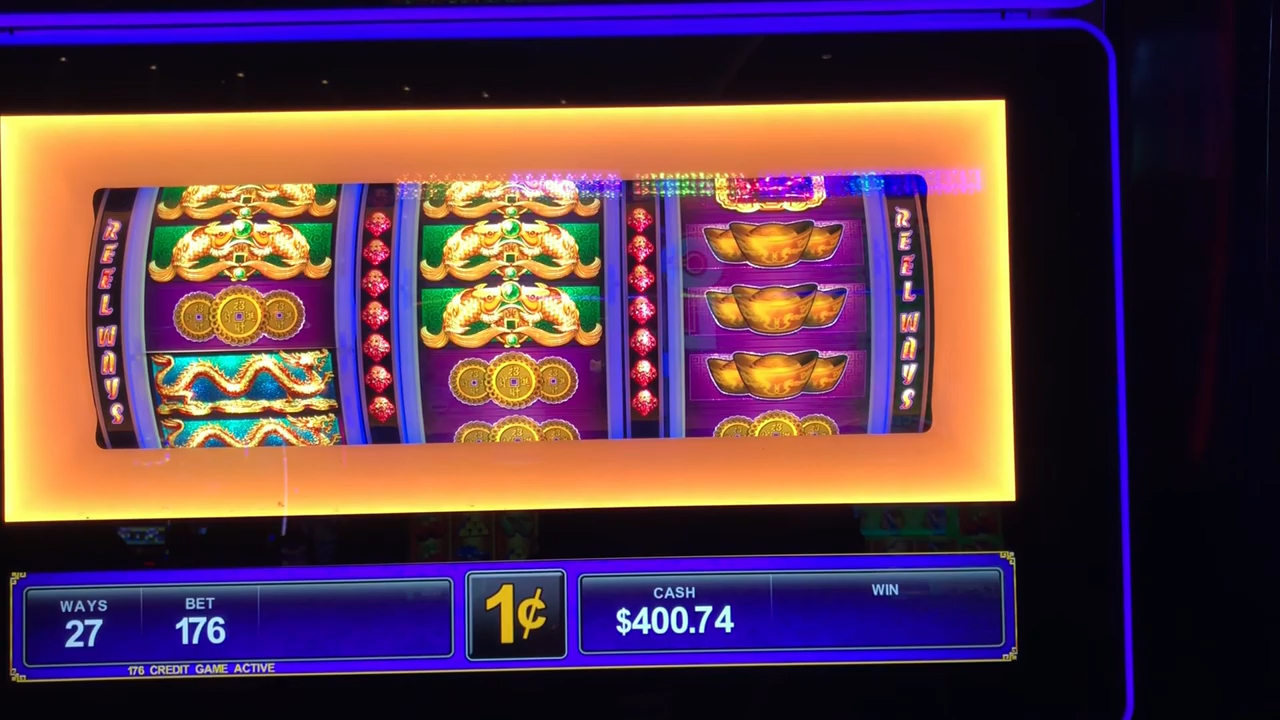 REEL WAYS
REEL WAYS
WAYS
27
BET
176
1¢
CASH
$400.74
WIN
176 CREDIT GAME ACTIVE